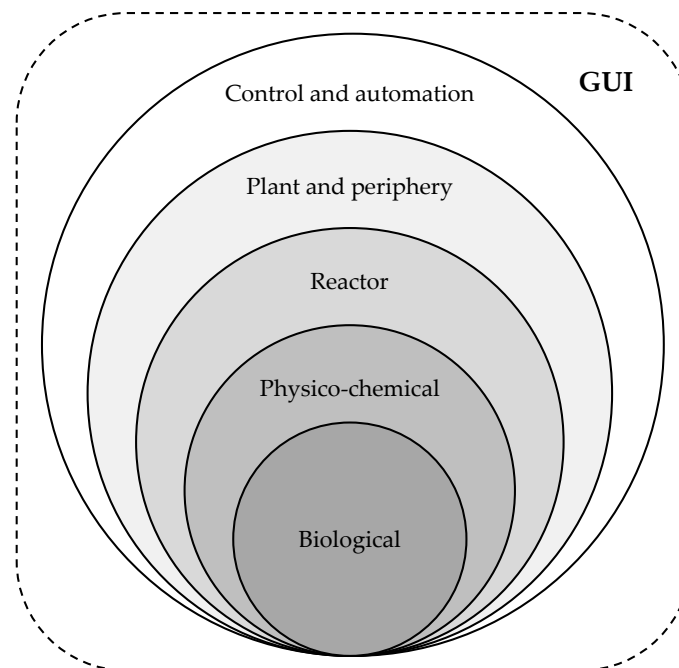 GUI
Control and automation
Plant and periphery
Reactor
Physico-chemical
Biological